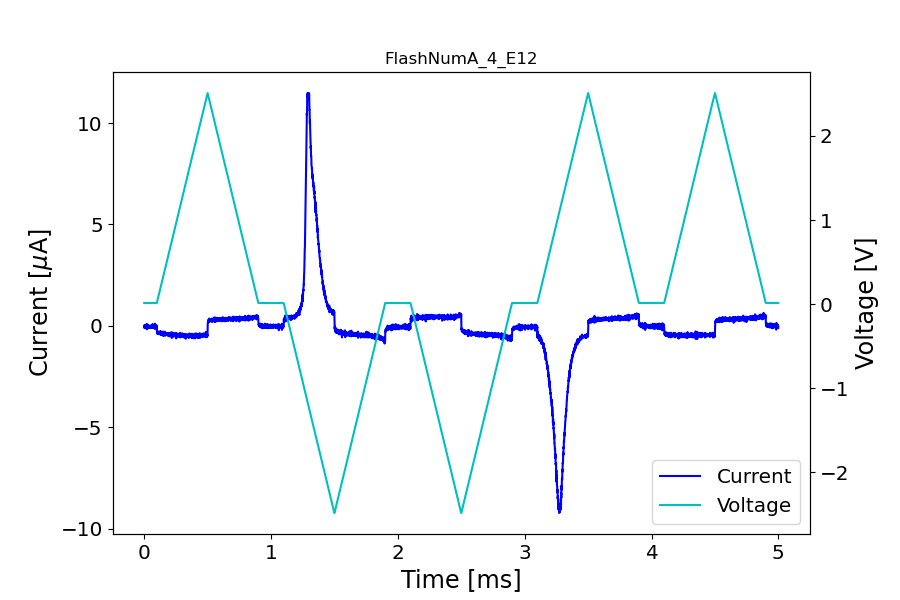 FlashNumA_4_E12
Current [μA]
10
5
0
−5
−10
2
1
0
−1
−2
Voltage [V]
Current
Voltage
0 1 2 3 4 5
Time [ms]